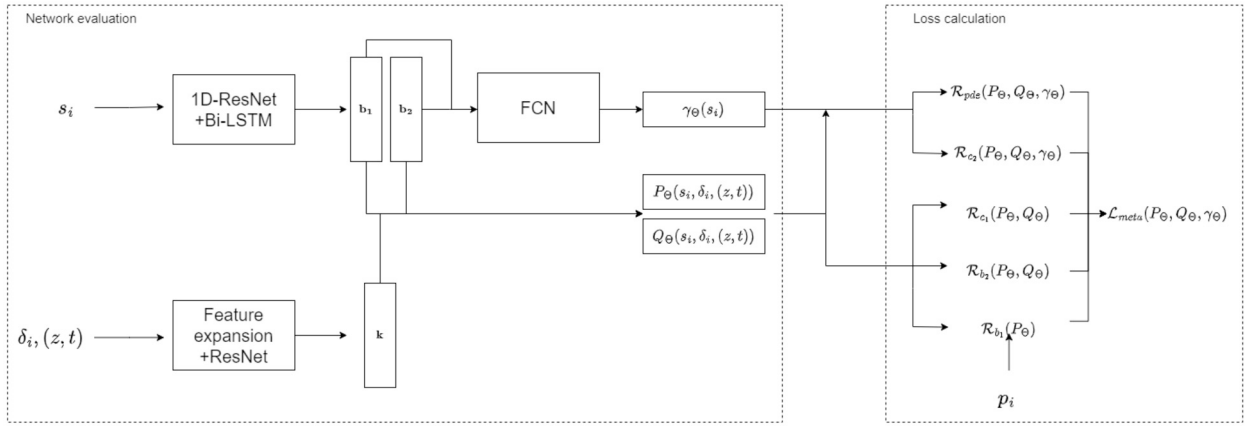 Network evaluation
Loss calculation
s_i
1D-ResNet
+Bi-LSTM
b₁
b₂
FCN
γ_Θ(s_i)
P_Θ(s_i, δ_i, (z, t))
Q_Θ(s_i, δ_i, (z, t))
δ_i, (z, t)
Feature
expansion
+ResNet
k
R_pde(P_Θ, Q_Θ, γ_Θ)
R_c₂(P_Θ, Q_Θ, γ_Θ)
R_c₁(P_Θ, Q_Θ)
R_b₂(P_Θ, Q_Θ)
R_b₁(P_Θ)
L_meta(P_Θ, Q_Θ, γ_Θ)
p_i